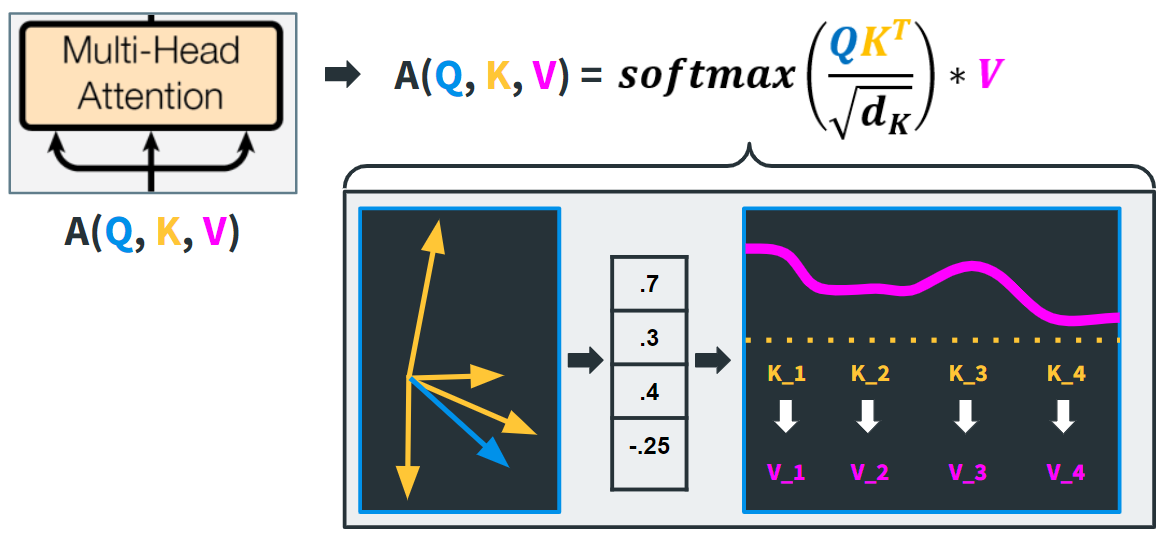 Multi-Head
Attention
A(Q, K, V) = softmax(QK^T / √d_K) * V
A(Q, K, V)
.7
.3
.4
-.25
K_1 K_2 K_3 K_4
V_1 V_2 V_3 V_4